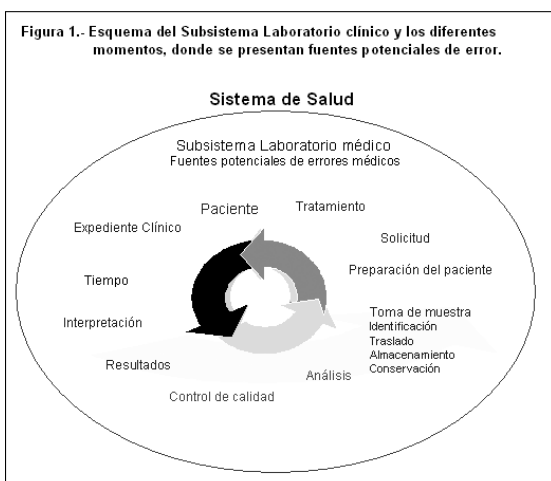 Figura 1.- Esquema del Subsistema Laboratorio clínico y los diferentes
momentos, donde se presentan fuentes potenciales de error.
Sistema de Salud
Subsistema Laboratorio médico
Fuentes potenciales de errores médicos
Paciente
Tratamiento
Expediente Clínico
Solicitud
Preparación del paciente
Tiempo
Toma de muestra
Identificación
Traslado
Almacenamiento
Conservación
Interpretación
Resultados
Análisis
Control de calidad